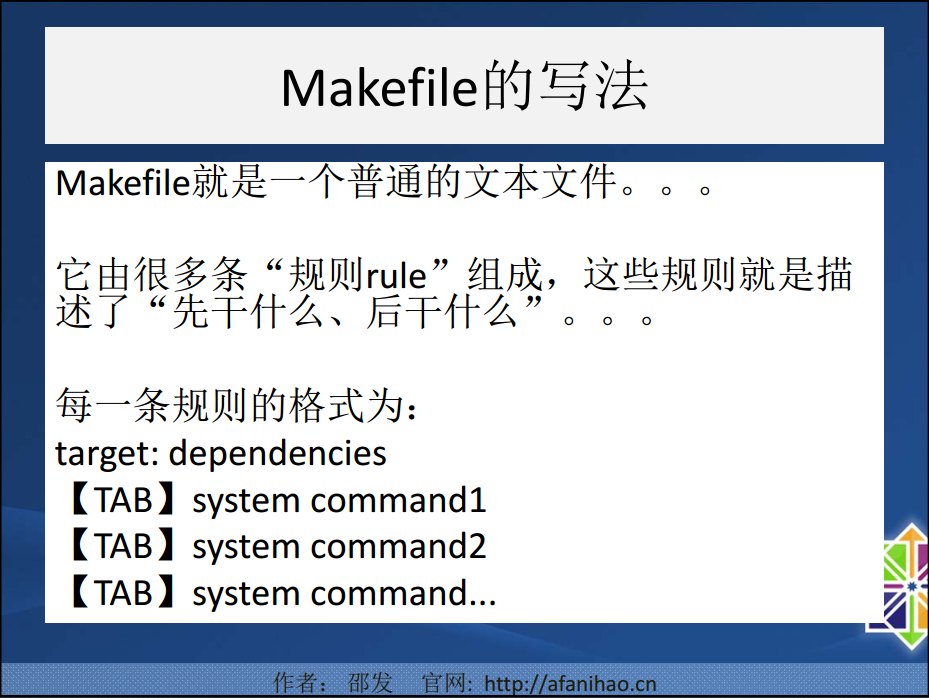 Makefile的写法
Makefile就是一个普通的文本文件。。。
它由很多条“规则rule”组成，这些规则就是描
述了“先干什么、后干什么”。。。
每一条规则的格式为：
target: dependencies
【TAB】system command1
【TAB】system command2
【TAB】system command...
作者： 邵发 官网: http://afanihao.cn